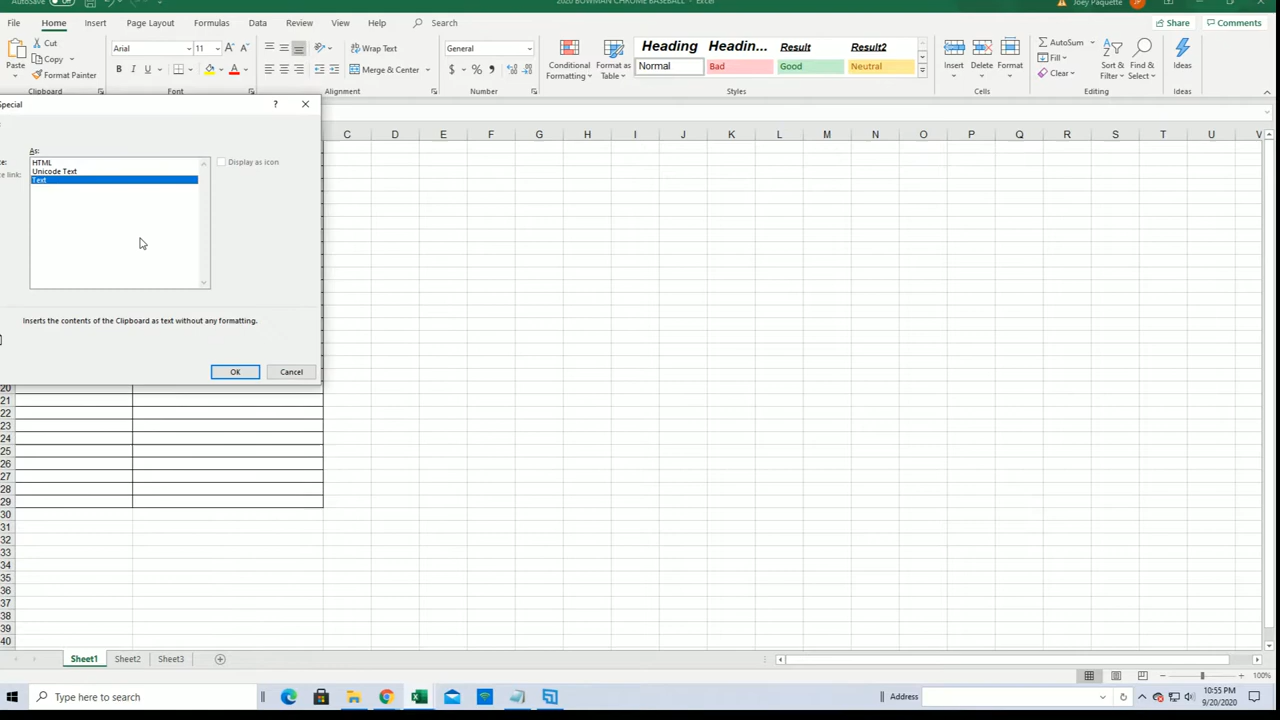 AutoSave
2020 BOWMAN CHROME BASEBALL - Excel
Joey Paquette
JP
File Home Insert Page Layout Formulas Data Review View Help Search Share Comments
Cut
Copy
Format Painter
Paste
Clipboard
Arial 11
B I U
Font
Wrap Text
Merge & Center
Alignment
General
$ % ,
Number
Conditional Formatting
Format as Table
Heading Headin... Result Result2
Normal Bad Good Neutral
Styles
Insert Delete Format
Cells
AutoSum
Fill
Clear
Sort & Filter
Find & Select
Editing
Ideas
Ideas
Special ? ×
As:
HTML
Unicode Text
Text
Display as icon
link:
Inserts the contents of the Clipboard as text without any formatting.
OK Cancel
C D E F G H I J K L M N O P Q R S T U V
20
21
22
23
24
25
26
27
28
29
30
31
32
33
34
35
36
37
38
39
40
Sheet1 Sheet2 Sheet3
100%
Type here to search
Address
10:55 PM
9/20/2020